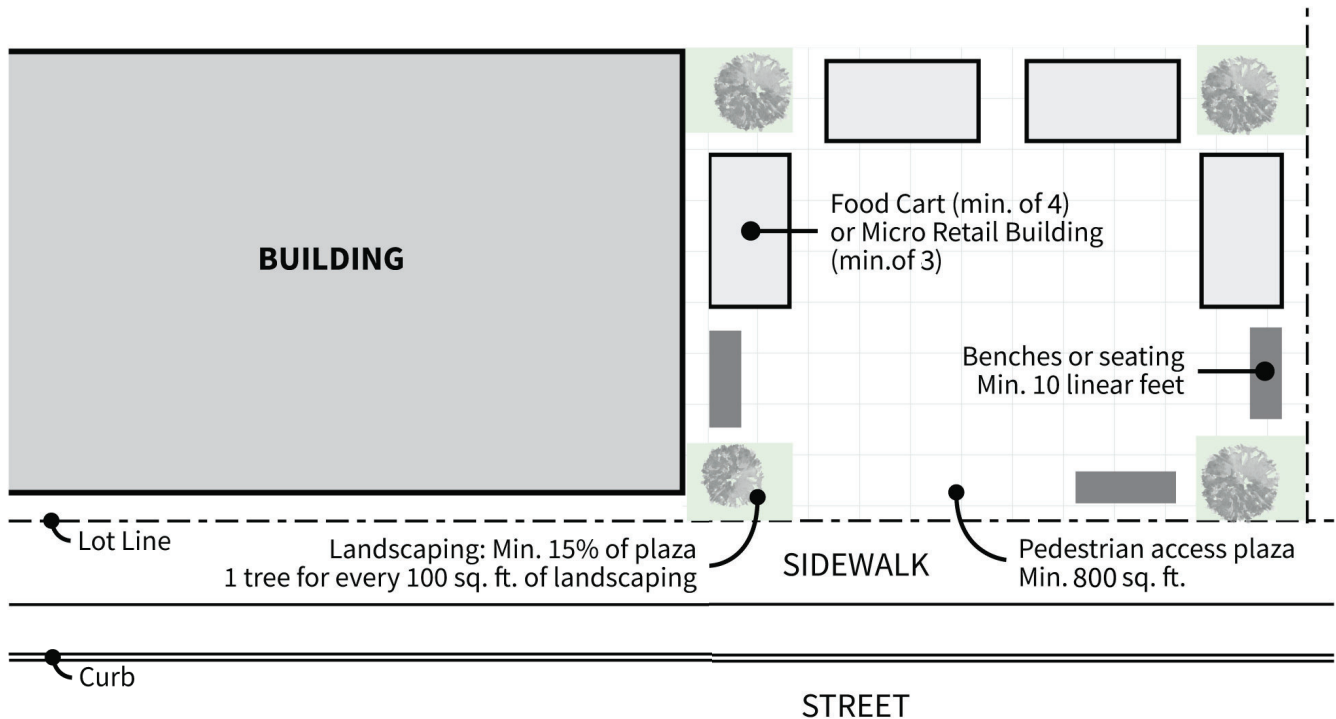 Food Cart (min. of 4)
or Micro Retail Building
(min.of 3)
BUILDING
Benches or seating
Min. 10 linear feet
Lot Line
Landscaping: Min. 15% of plaza
1 tree for every 100 sq. ft. of landscaping
SIDEWALK
Pedestrian access plaza
Min. 800 sq. ft.
Curb
STREET